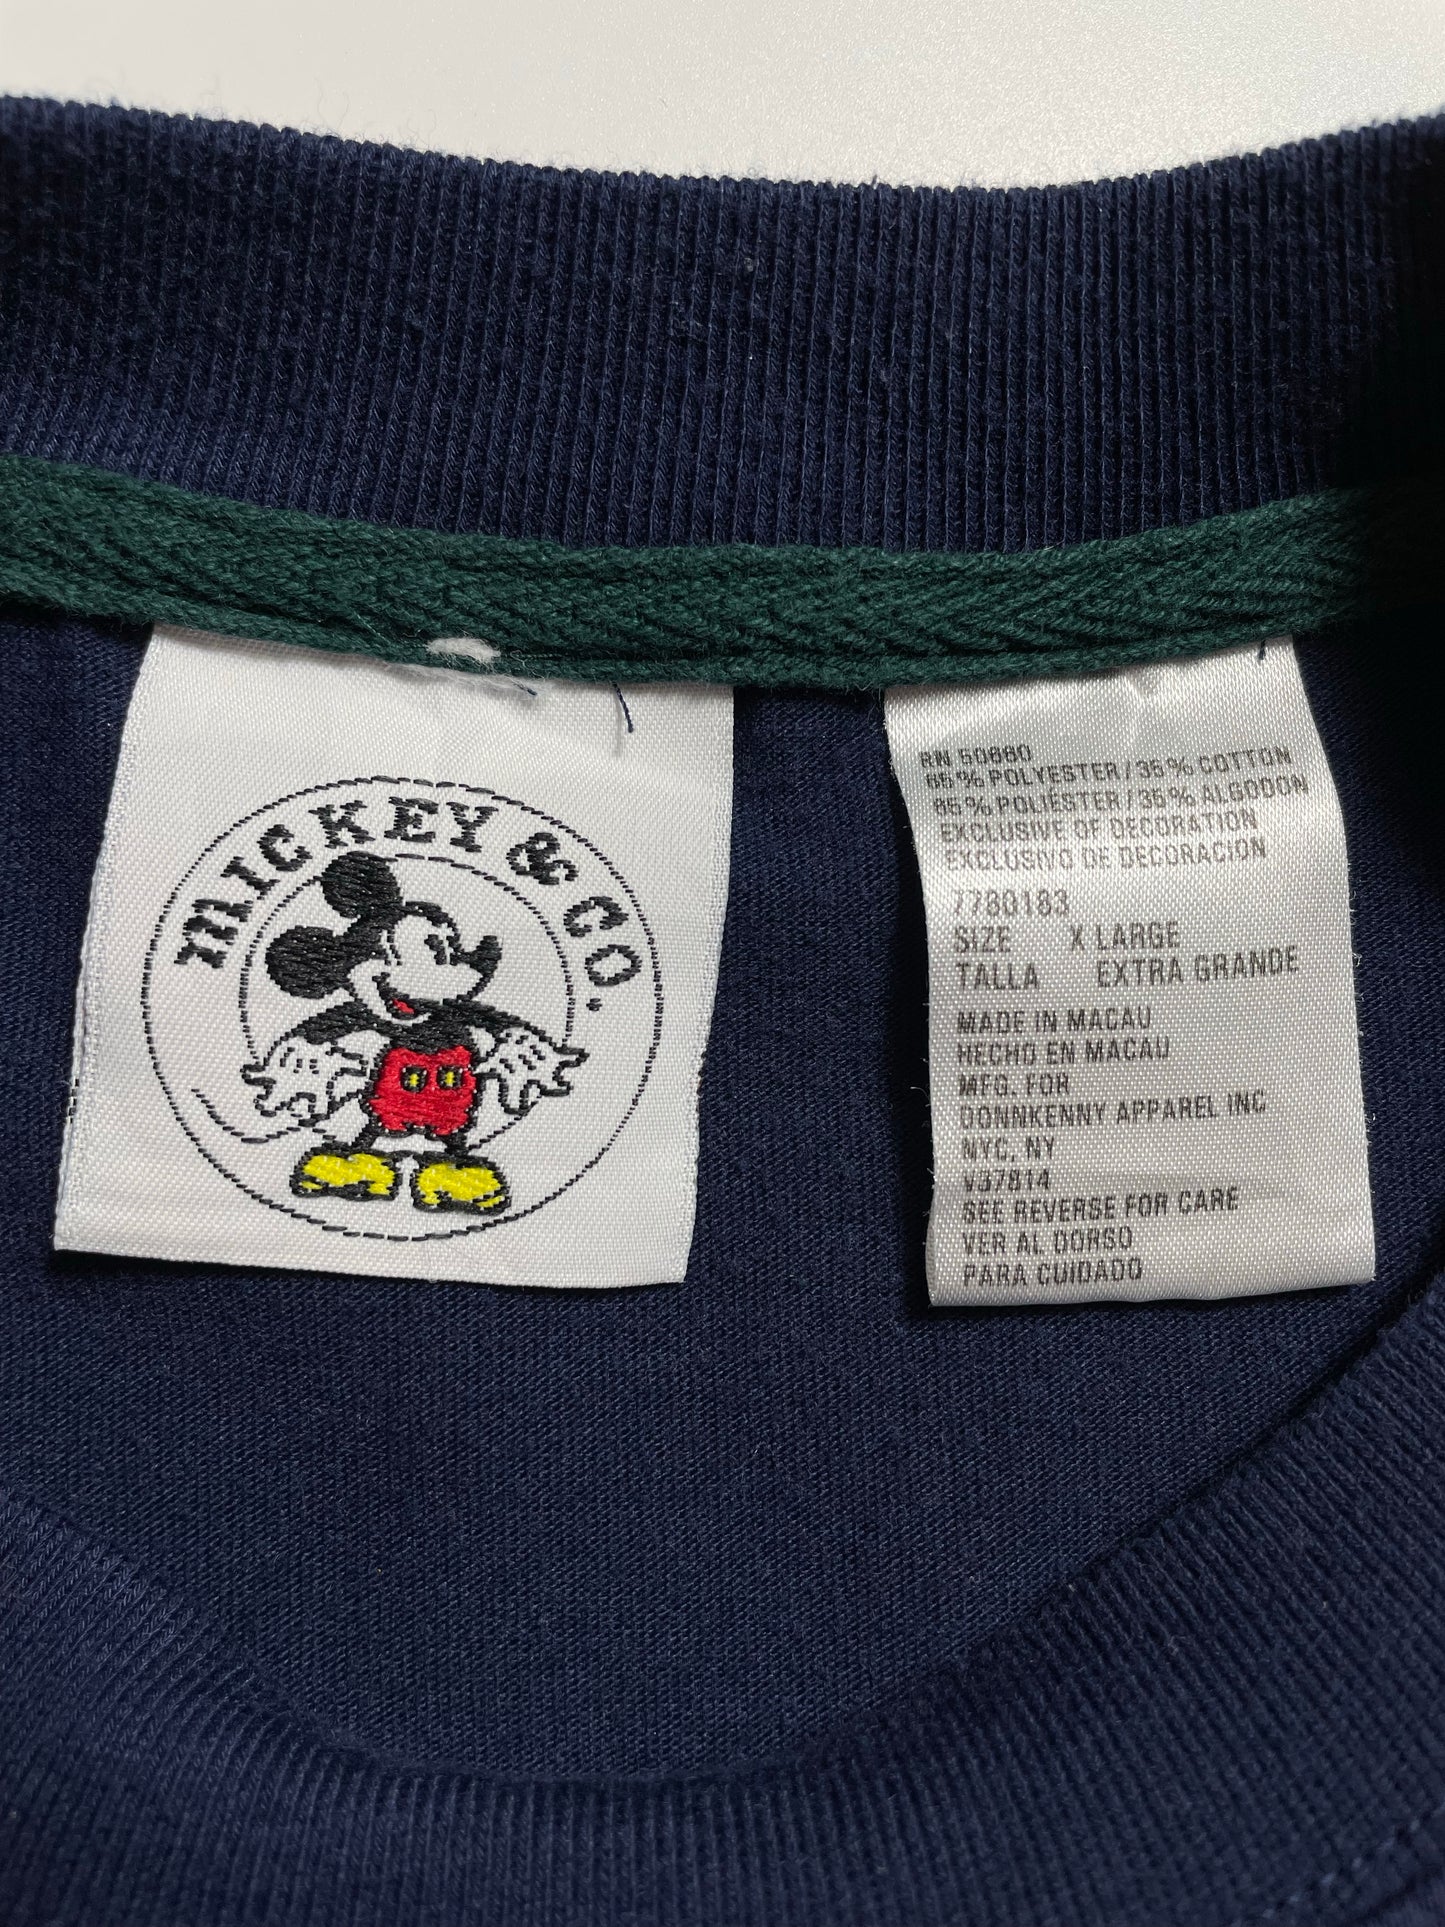 MICKEY & CO.
RN 50660
65% POLYESTER/35% COTTON
65% POLIÉSTER/35% ALGODON
EXCLUSIVE OF DECORATION
EXCLUSIVO DE DECORACION
7780183
SIZE X LARGE
TALLA EXTRA GRANDE
MADE IN MACAU
HECHO EN MACAU
MFG. FOR
DONNKENNY APPAREL INC
NYC, NY
V37814
SEE REVERSE FOR CARE
VER AL DORSO
PARA CUIDADO